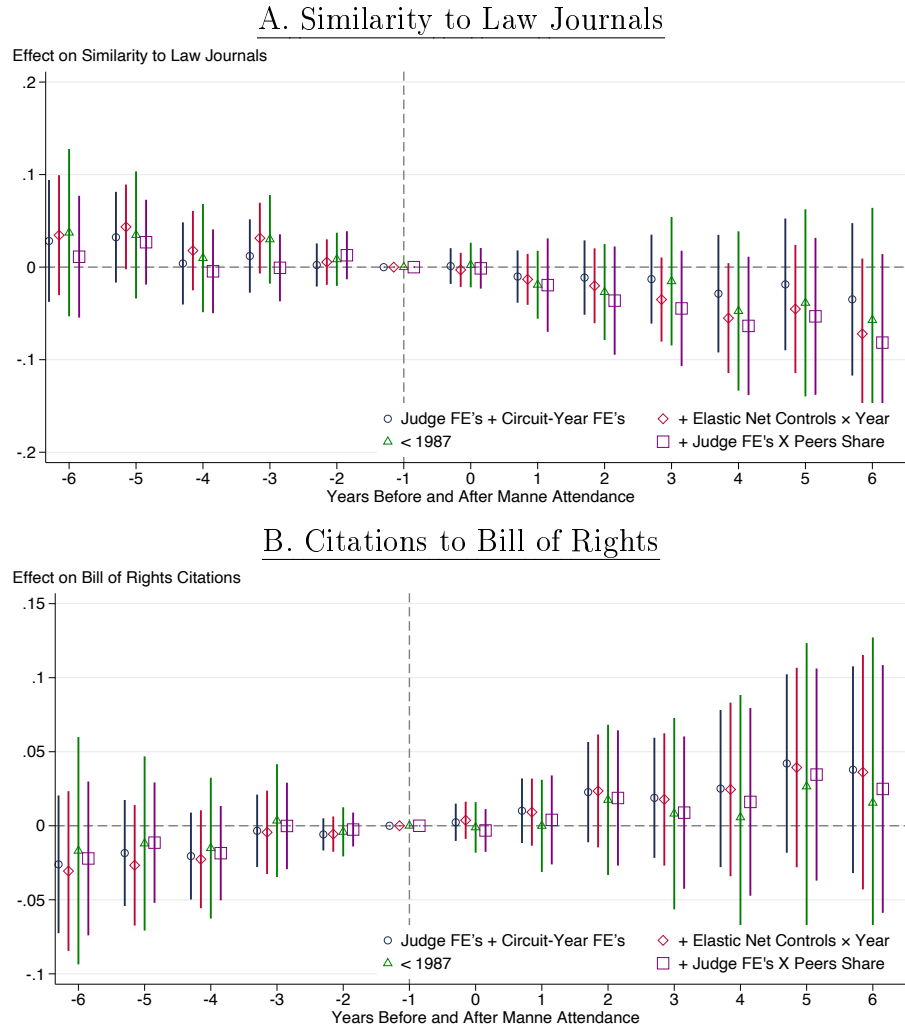 A. Similarity to Law Journals
Effect on Similarity to Law Journals
.2
.1
0
-.1
-.2
Judge FE's + Circuit-Year FE's
+ Elastic Net Controls × Year
< 1987
+ Judge FE's X Peers Share
-6 -5 -4 -3 -2 -1 0 1 2 3 4 5 6
Years Before and After Manne Attendance
B. Citations to Bill of Rights
Effect on Bill of Rights Citations
.15
.1
.05
0
-.05
-.1
Judge FE's + Circuit-Year FE's
+ Elastic Net Controls × Year
< 1987
+ Judge FE's X Peers Share
-6 -5 -4 -3 -2 -1 0 1 2 3 4 5 6
Years Before and After Manne Attendance